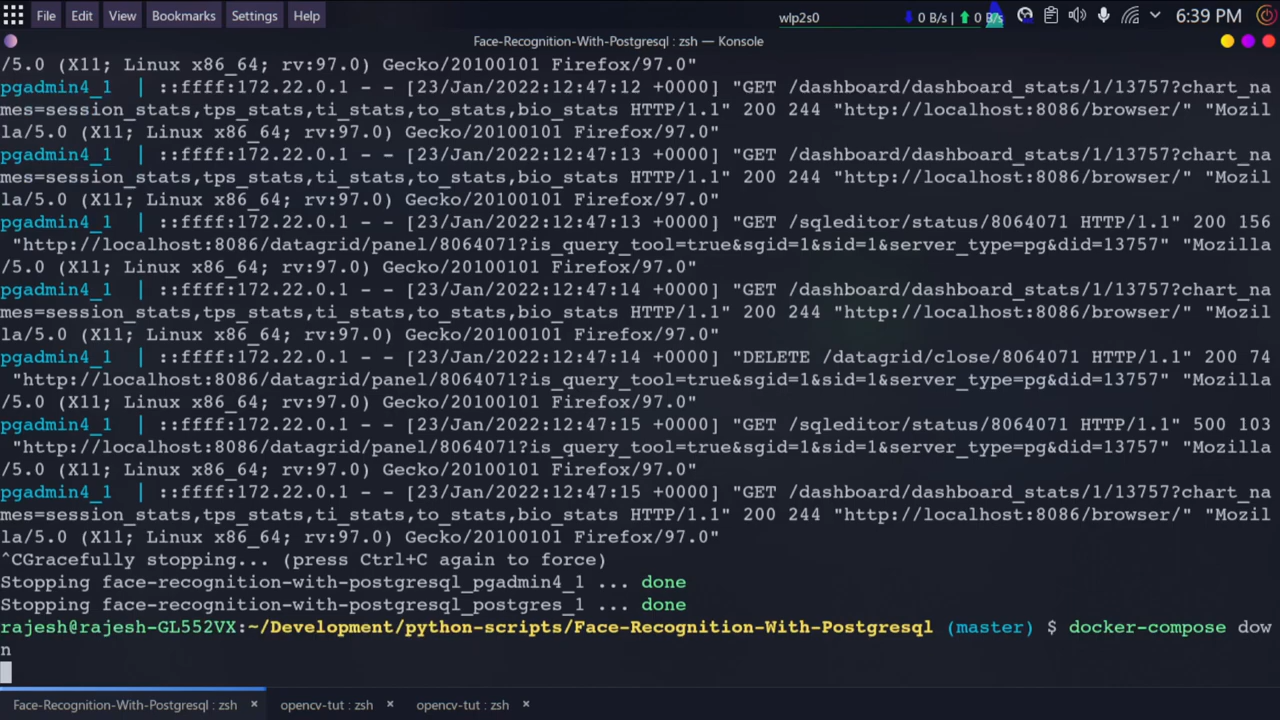 File Edit View Bookmarks Settings Help wlp2s0 0 B/s | 0 B/s 6:39 PM
Face-Recognition-With-Postgresql : zsh — Konsole
/5.0 (X11; Linux x86_64; rv:97.0) Gecko/20100101 Firefox/97.0"
pgadmin4_1 | ::ffff:172.22.0.1 - - [23/Jan/2022:12:47:12 +0000] "GET /dashboard/dashboard_stats/1/13757?chart_na
mes=session_stats,tps_stats,ti_stats,to_stats,bio_stats HTTP/1.1" 200 244 "http://localhost:8086/browser/" "Mozil
la/5.0 (X11; Linux x86_64; rv:97.0) Gecko/20100101 Firefox/97.0"
pgadmin4_1 | ::ffff:172.22.0.1 - - [23/Jan/2022:12:47:13 +0000] "GET /dashboard/dashboard_stats/1/13757?chart_na
mes=session_stats,tps_stats,ti_stats,to_stats,bio_stats HTTP/1.1" 200 244 "http://localhost:8086/browser/" "Mozil
la/5.0 (X11; Linux x86_64; rv:97.0) Gecko/20100101 Firefox/97.0"
pgadmin4_1 | ::ffff:172.22.0.1 - - [23/Jan/2022:12:47:13 +0000] "GET /sqleditor/status/8064071 HTTP/1.1" 200 156
"http://localhost:8086/datagrid/panel/8064071?is_query_tool=true&sgid=1&sid=1&server_type=pg&did=13757" "Mozilla
/5.0 (X11; Linux x86_64; rv:97.0) Gecko/20100101 Firefox/97.0"
pgadmin4_1 | ::ffff:172.22.0.1 - - [23/Jan/2022:12:47:14 +0000] "GET /dashboard/dashboard_stats/1/13757?chart_na
mes=session_stats,tps_stats,ti_stats,to_stats,bio_stats HTTP/1.1" 200 244 "http://localhost:8086/browser/" "Mozil
la/5.0 (X11; Linux x86_64; rv:97.0) Gecko/20100101 Firefox/97.0"
pgadmin4_1 | ::ffff:172.22.0.1 - - [23/Jan/2022:12:47:14 +0000] "DELETE /datagrid/close/8064071 HTTP/1.1" 200 74
"http://localhost:8086/datagrid/panel/8064071?is_query_tool=true&sgid=1&sid=1&server_type=pg&did=13757" "Mozilla
/5.0 (X11; Linux x86_64; rv:97.0) Gecko/20100101 Firefox/97.0"
pgadmin4_1 | ::ffff:172.22.0.1 - - [23/Jan/2022:12:47:15 +0000] "GET /sqleditor/status/8064071 HTTP/1.1" 500 103
"http://localhost:8086/datagrid/panel/8064071?is_query_tool=true&sgid=1&sid=1&server_type=pg&did=13757" "Mozilla
/5.0 (X11; Linux x86_64; rv:97.0) Gecko/20100101 Firefox/97.0"
pgadmin4_1 | ::ffff:172.22.0.1 - - [23/Jan/2022:12:47:15 +0000] "GET /dashboard/dashboard_stats/1/13757?chart_na
mes=session_stats,tps_stats,ti_stats,to_stats,bio_stats HTTP/1.1" 200 244 "http://localhost:8086/browser/" "Mozil
la/5.0 (X11; Linux x86_64; rv:97.0) Gecko/20100101 Firefox/97.0"
^CGracefully stopping... (press Ctrl+C again to force)
Stopping face-recognition-with-postgresql_pgadmin4_1 ... done
Stopping face-recognition-with-postgresql_postgres_1 ... done
rajesh@rajesh-GL552VX:~/Development/python-scripts/Face-Recognition-With-Postgresql (master) $ docker-compose dow
n
Face-Recognition-With-Postgresql : zsh × opencv-tut : zsh × opencv-tut : zsh ×